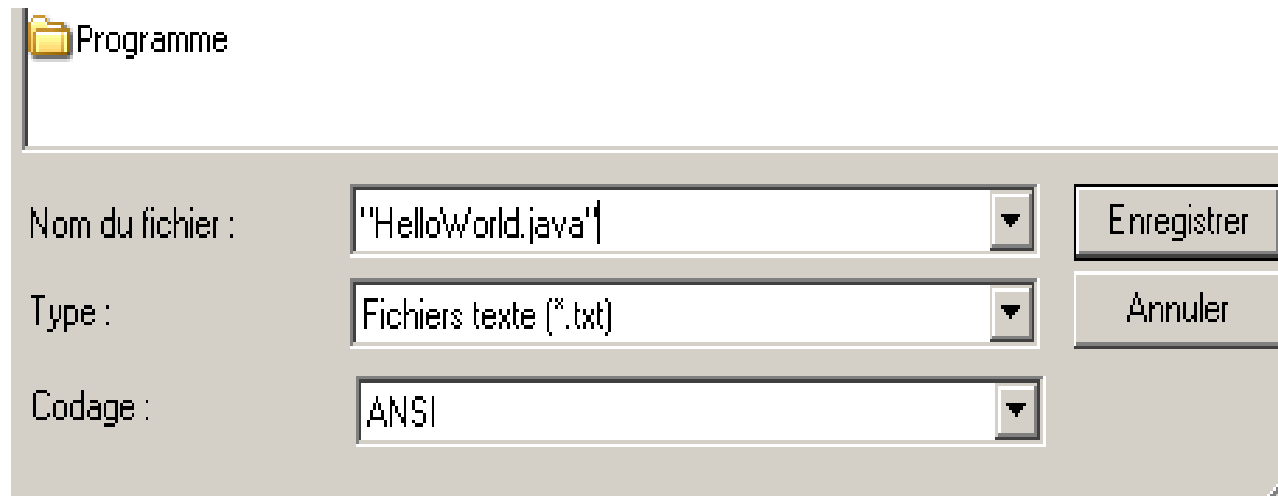 Programme
Nom du fichier : "HelloWorld.java" Enregistrer
Type : Fichiers texte (*.txt) Annuler
Codage : ANSI